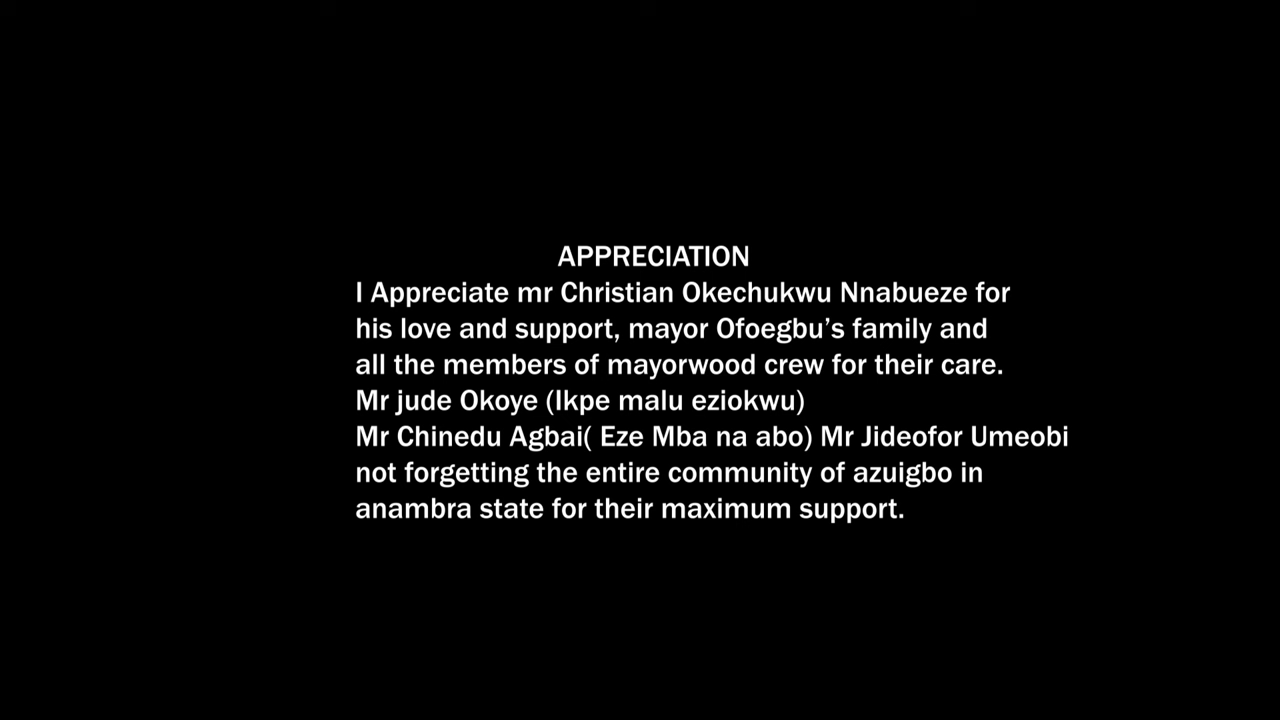 APPRECIATION
I Appreciate mr Christian Okechukwu Nnabueze for
his love and support, mayor Ofoegbu’s family and
all the members of mayorwood crew for their care.
Mr jude Okoye (Ikpe malu eziokwu)
Mr Chinedu Agbai( Eze Mba na abo) Mr Jideofor Umeobi
not forgetting the entire community of azuigbo in
anambra state for their maximum support.